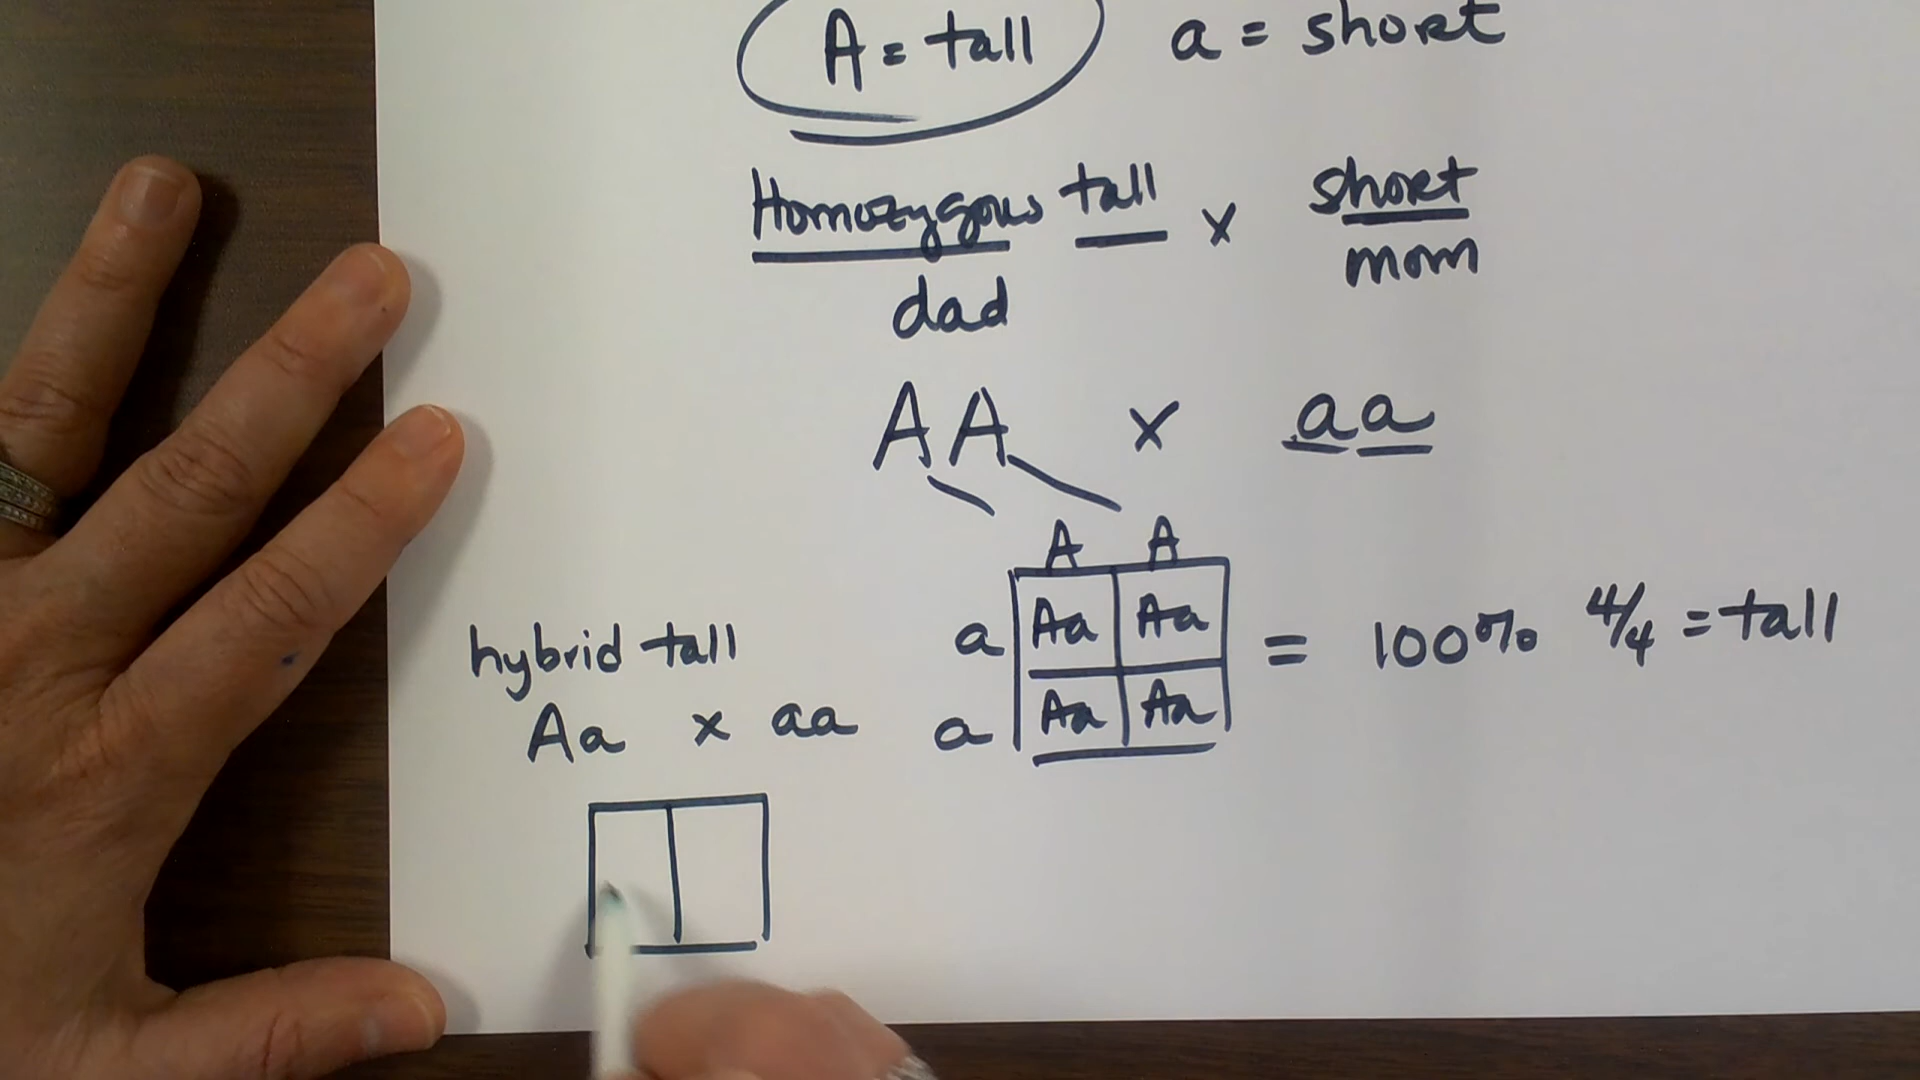 A = tall a = short
Homozygous tall x short
dad mom
AA x aa
A A
a Aa Aa = 100% 4/4 = tall
a Aa Aa
hybrid tall
Aa x aa